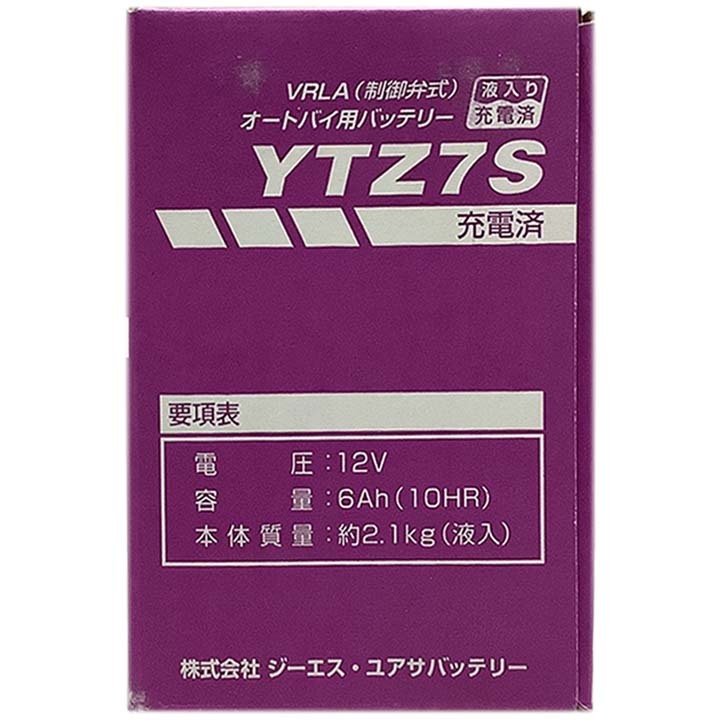 VRLA(制御弁式)
オートバイ用バッテリー
液入り
充電済
YTZ7S
充電済
要項表
電圧:12V
容量:6Ah(10HR)
本体質量:約2.1kg(液入)
株式会社 ジーエス・ユアサバッテリー